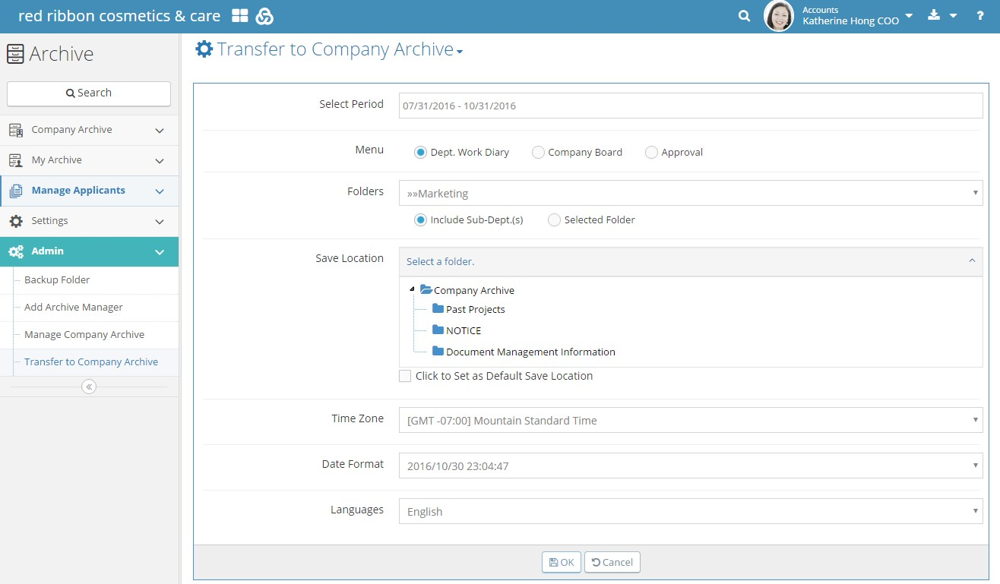 red ribbon cosmetics & care
Accounts
Katherine Hong COO
?
Archive
Search
Company Archive
My Archive
Manage Applicants
Settings
Admin
Backup Folder
Add Archive Manager
Manage Company Archive
Transfer to Company Archive
«
Transfer to Company Archive
Select Period
07/31/2016 - 10/31/2016
Menu
Dept. Work Diary Company Board Approval
Folders
»»Marketing
Include Sub-Dept.(s) Selected Folder
Save Location
Select a folder.
Company Archive
Past Projects
NOTICE
Document Management Information
Click to Set as Default Save Location
Time Zone
[GMT -07:00] Mountain Standard Time
Date Format
2016/10/30 23:04:47
Languages
English
OK Cancel